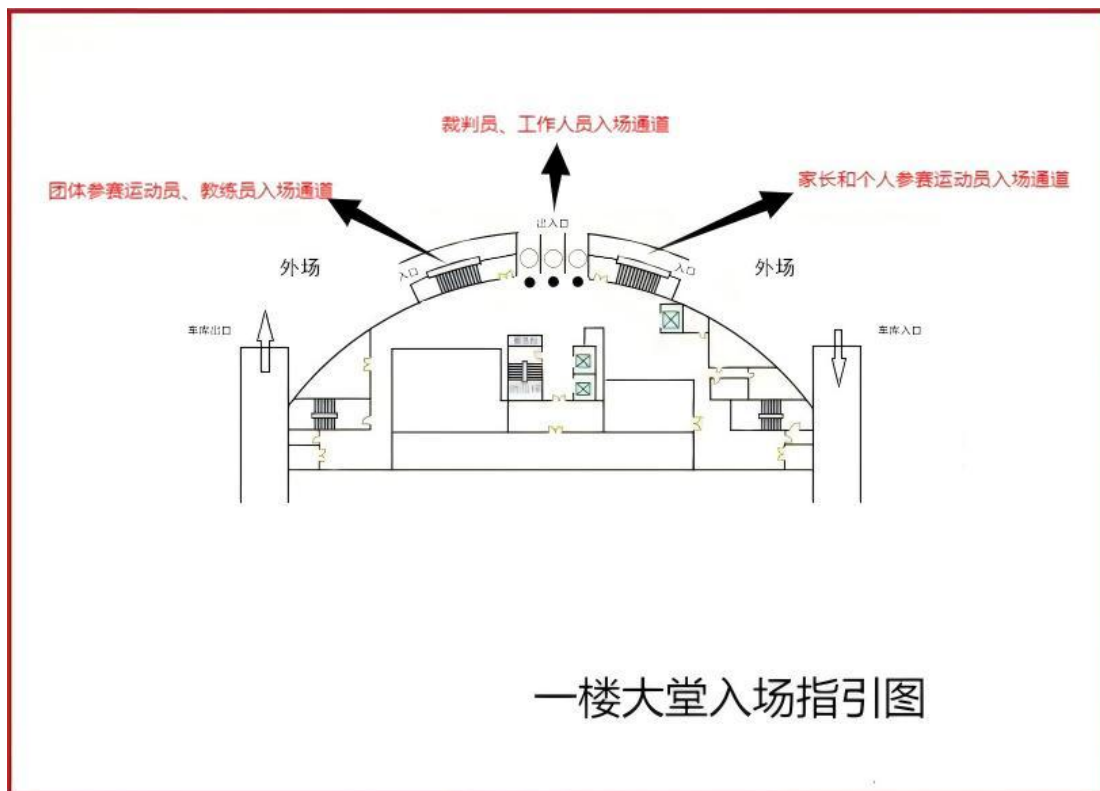 裁判员、工作人员入场通道
团体参赛运动员、教练员入场通道
家长和个人参赛运动员入场通道
出入口
外场
入口
入口
外场
车库出口
车库入口
一楼大堂入场指引图